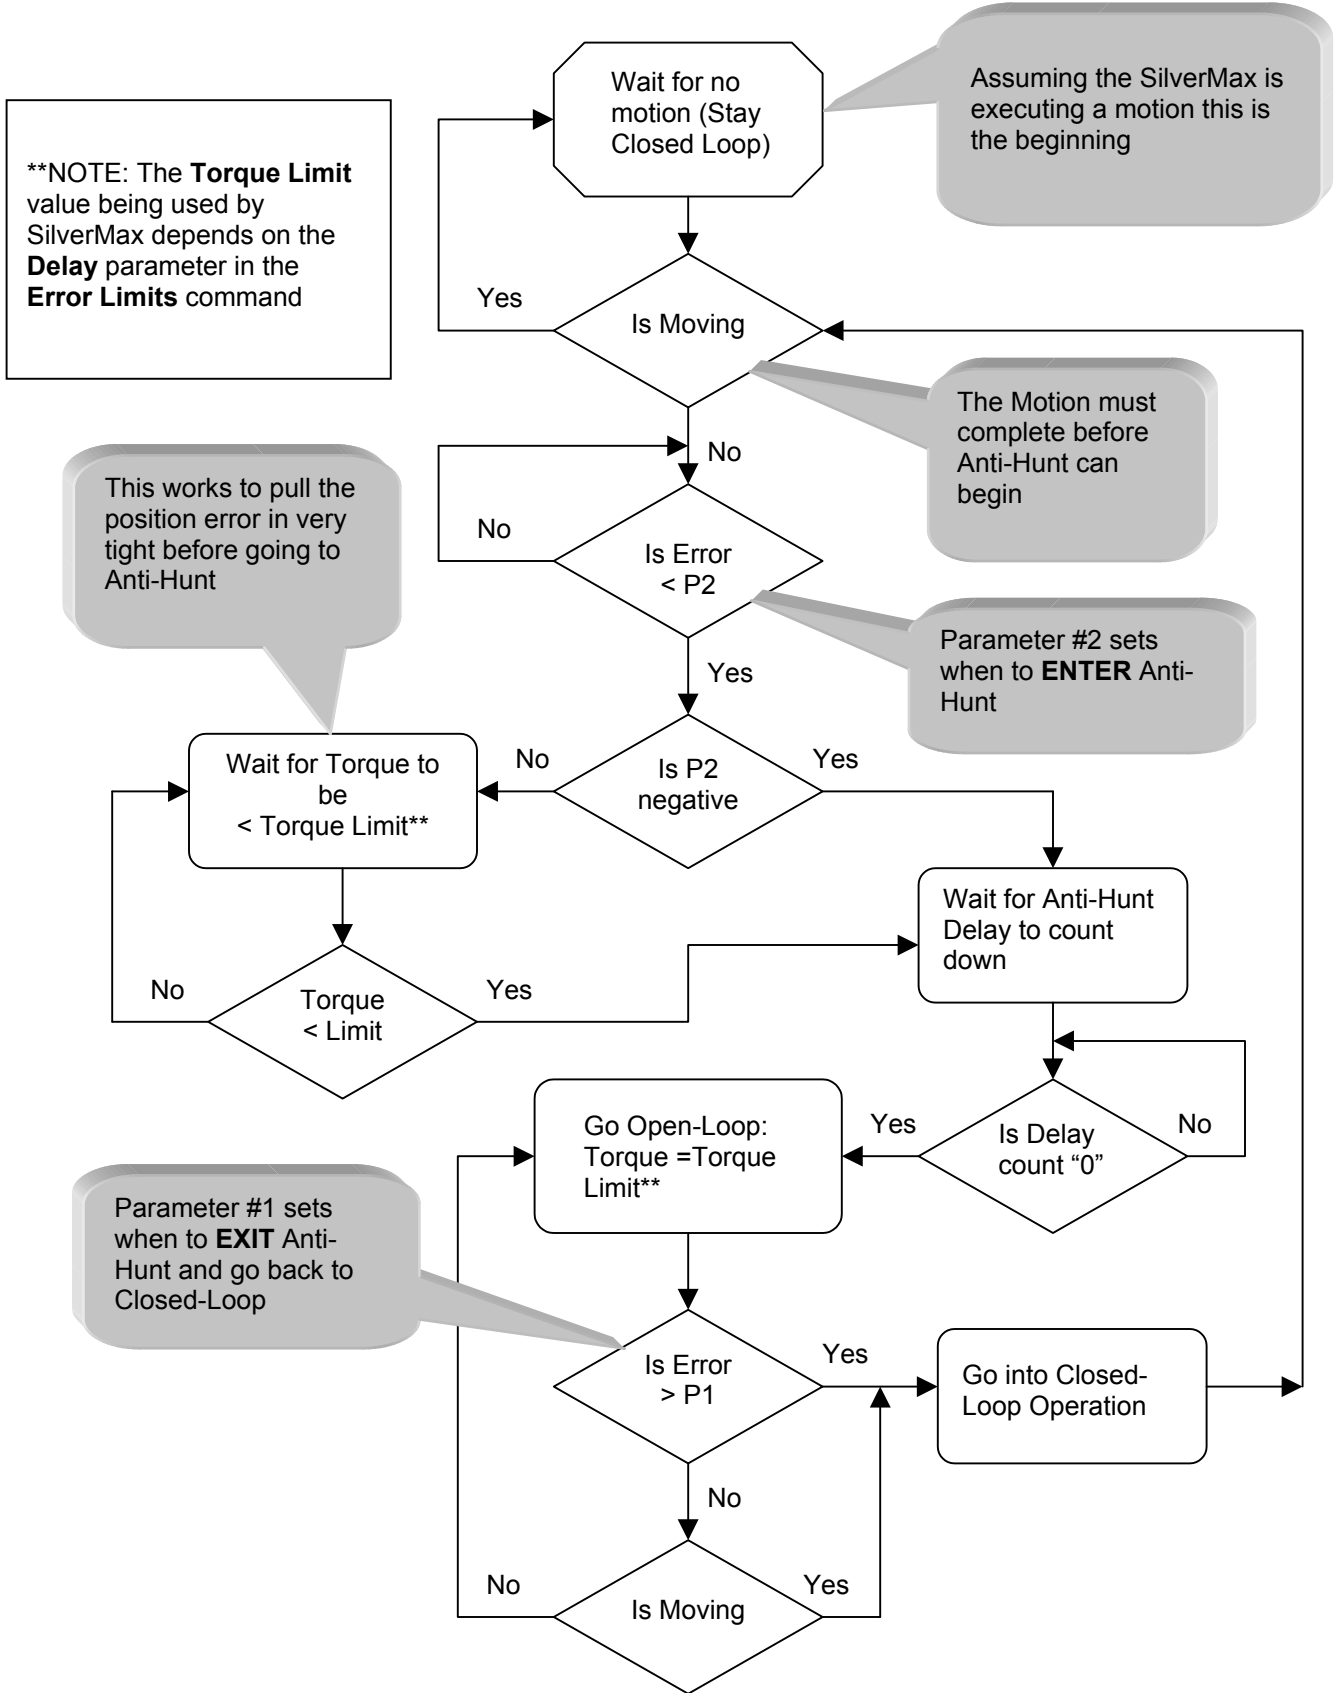 Wait for no
motion (Stay
Closed Loop)
Assuming the SilverMax is
executing a motion this is
the beginning
**NOTE: The Torque Limit
value being used by
SilverMax depends on the
Delay parameter in the
Error Limits command
Yes
Is Moving
The Motion must
complete before
Anti-Hunt can
begin
No
This works to pull the
position error in very
tight before going to
Anti-Hunt
No
Is Error
< P2
Parameter #2 sets
when to ENTER Anti-
Hunt
Yes
Wait for Torque to
be
< Torque Limit**
No
Is P2
negative
Yes
Wait for Anti-Hunt
Delay to count
down
No
Torque
< Limit
Yes
Go Open-Loop:
Torque =Torque
Limit**
Yes
Is Delay
count “0”
No
Parameter #1 sets
when to EXIT Anti-
Hunt and go back to
Closed-Loop
Is Error
> P1
Yes
Go into Closed-
Loop Operation
No
No
Is Moving
Yes